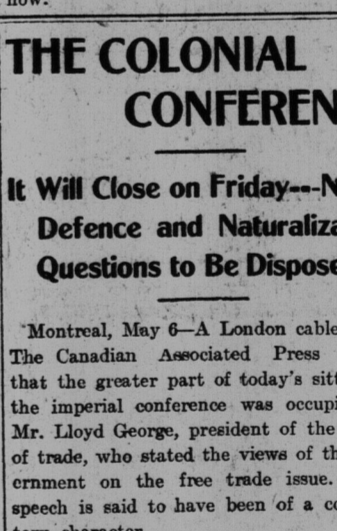 now.
THE COLONIAL
CONFEREN
It Will Close on Friday---N
Defence and Naturaliza
Questions to Be Dispose
Montreal, May 6—A London cable
The Canadian Associated Press
that the greater part of today's sitt
the imperial conference was occupi
Mr. Lloyd George, president of the
of trade, who stated the views of th
ernment on the free trade issue.
speech is said to have been of a co